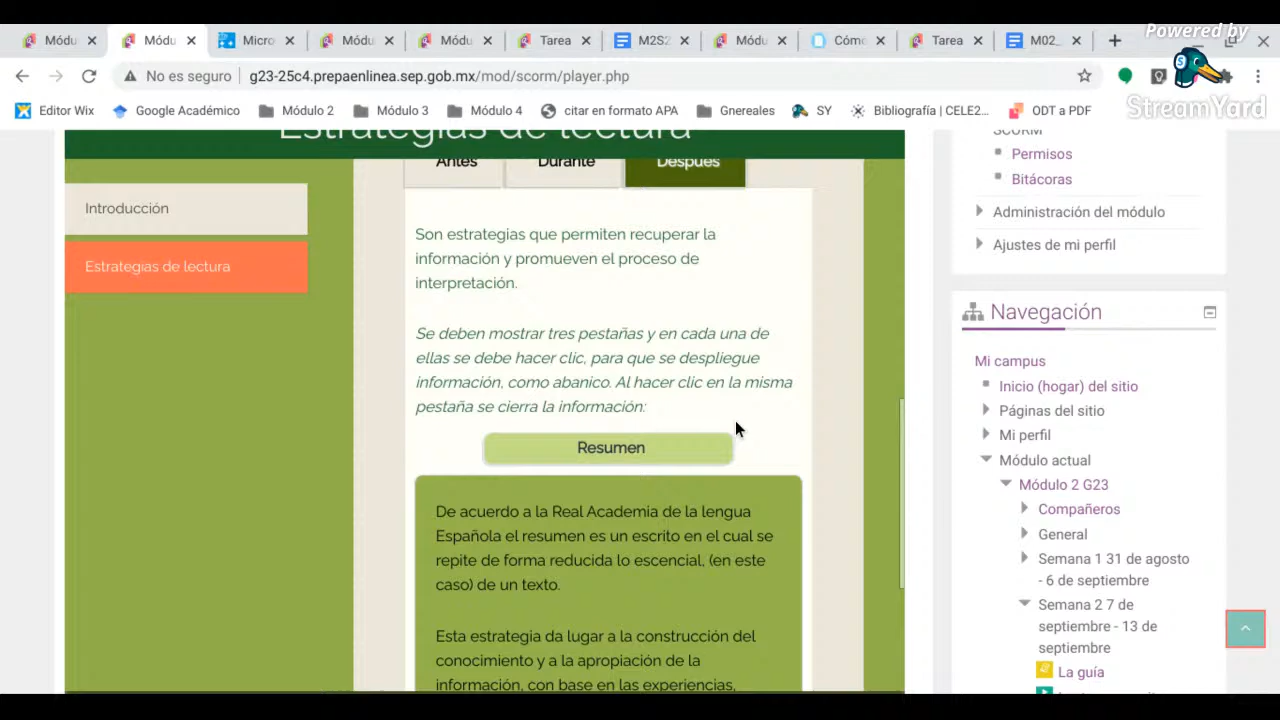 Powered by
StreamYard
Módu
Módu
Micro
Módu
Módu
Tarea
M2S2
Módu
Cómo
Tarea
M02_
No es seguro
g23-25c4.prepaenlinea.sep.gob.mx/mod/scorm/player.php
Editor Wix
Google Académico
Módulo 2
Módulo 3
Módulo 4
citar en formato APA
Gnereales
SY
Bibliografía | CELE2...
ODT a PDF
Estrategias de lectura
Introducción
Estrategias de lectura
Antes
Durante
Después
Son estrategias que permiten recuperar la
información y promueven el proceso de
interpretación.
Se deben mostrar tres pestañas y en cada una de
ellas se debe hacer clic, para que se despliegue
información, como abanico. Al hacer clic en la misma
pestaña se cierra la información:
Resumen
De acuerdo a la Real Academia de la lengua
Española el resumen es un escrito en el cual se
repite de forma reducida lo escencial, (en este
caso) de un texto.
Esta estrategia da lugar a la construcción del
conocimiento y a la apropiación de la
información, con base en las experiencias,
SCORM
Permisos
Bitácoras
Administración del módulo
Ajustes de mi perfil
Navegación
Mi campus
Inicio (hogar) del sitio
Páginas del sitio
Mi perfil
Módulo actual
Módulo 2 G23
Compañeros
General
Semana 1 31 de agosto
- 6 de septiembre
Semana 2 7 de
septiembre - 13 de
septiembre
La guía